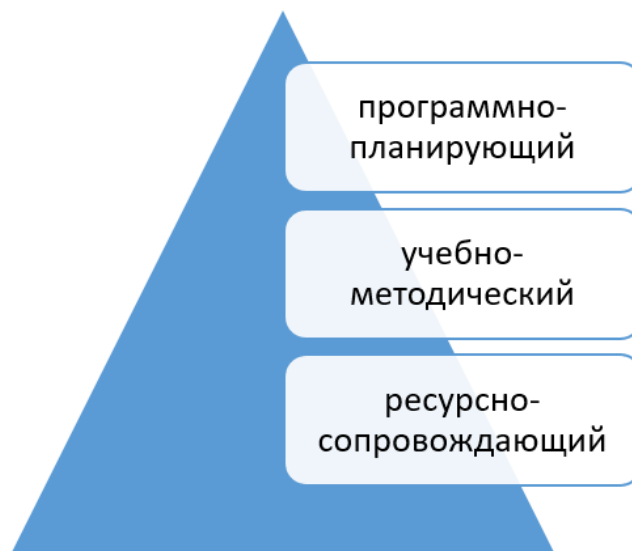 программно-
планирующий
учебно-
методический
ресурсно-
сопровождающий